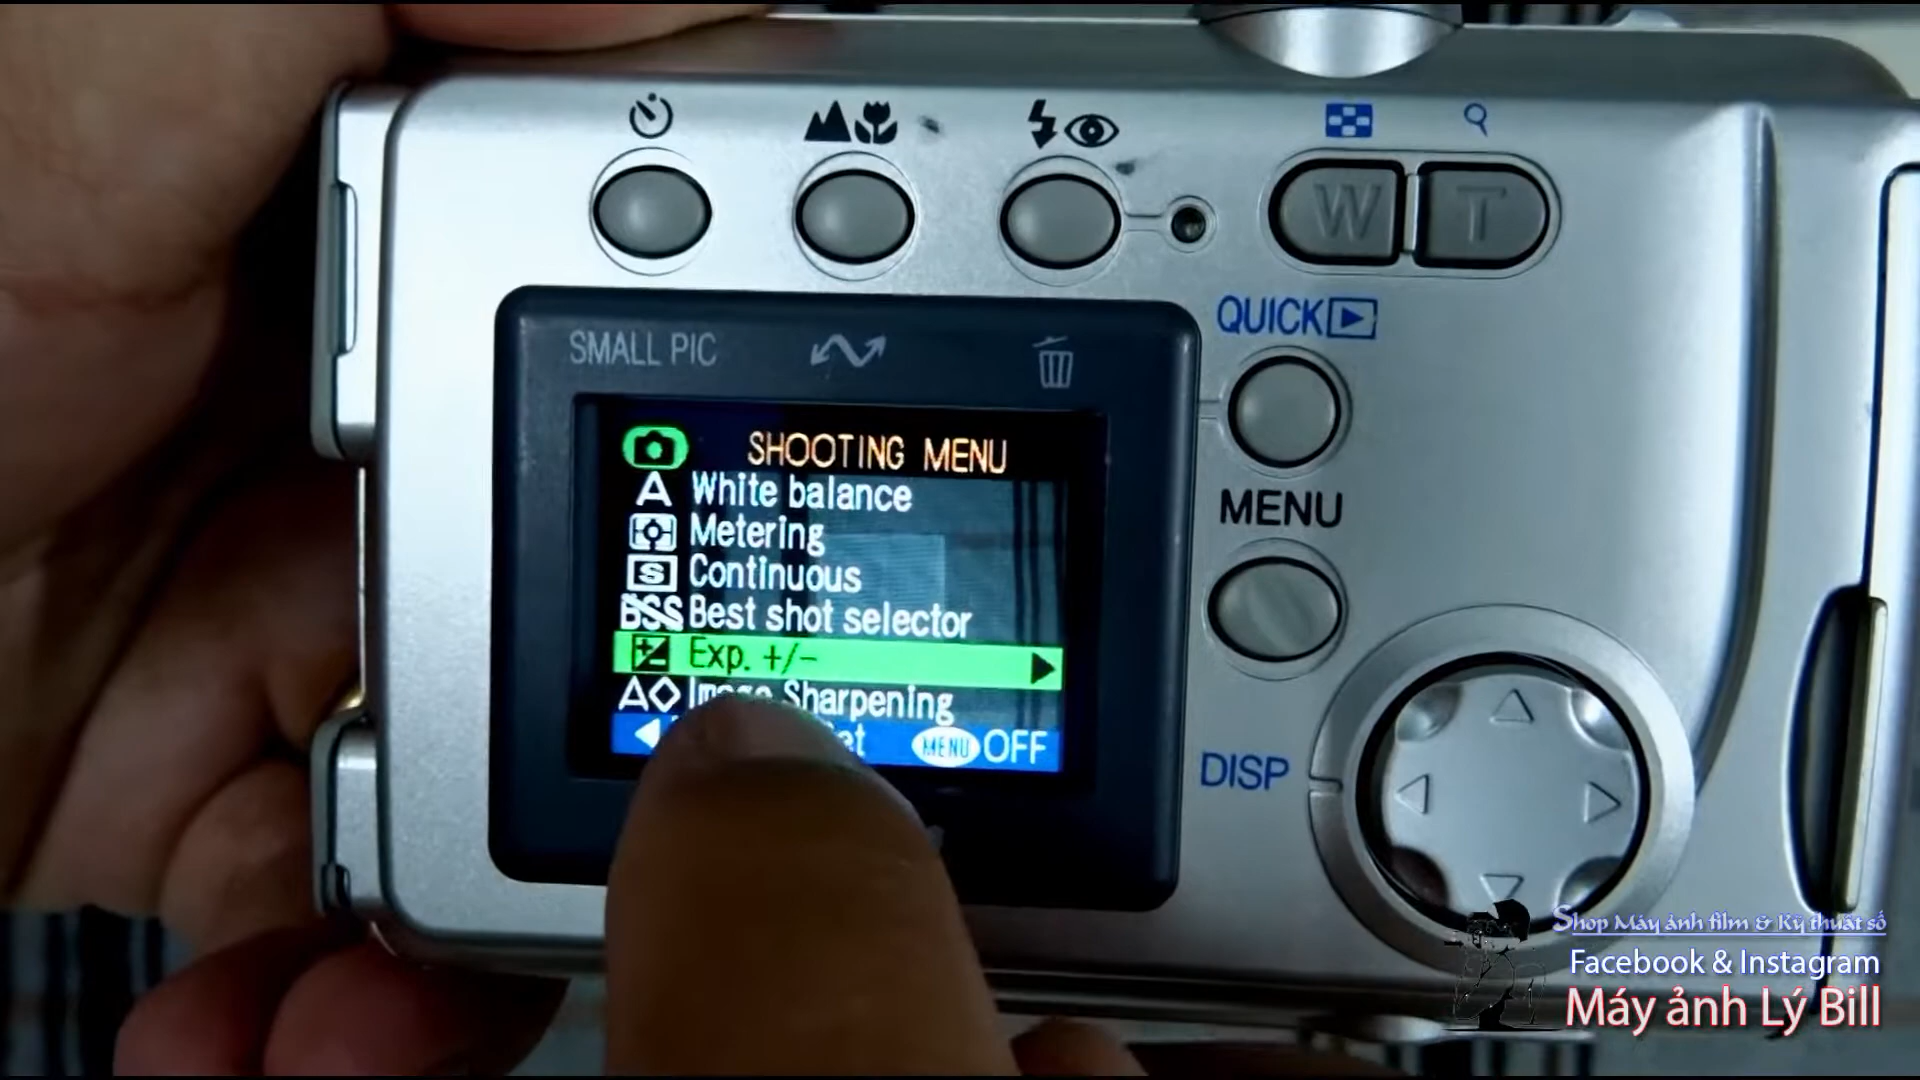 W T
QUICK
SMALL PIC
SHOOTING MENU
A White balance
Metering
S Continuous
BSS Best shot selector
MENU
Exp. +/-
Image Sharpening
MENU OFF
DISP
Shop Máy ảnh film & Kỹ thuật số
Facebook & Instagram
Máy ảnh Lý Bill